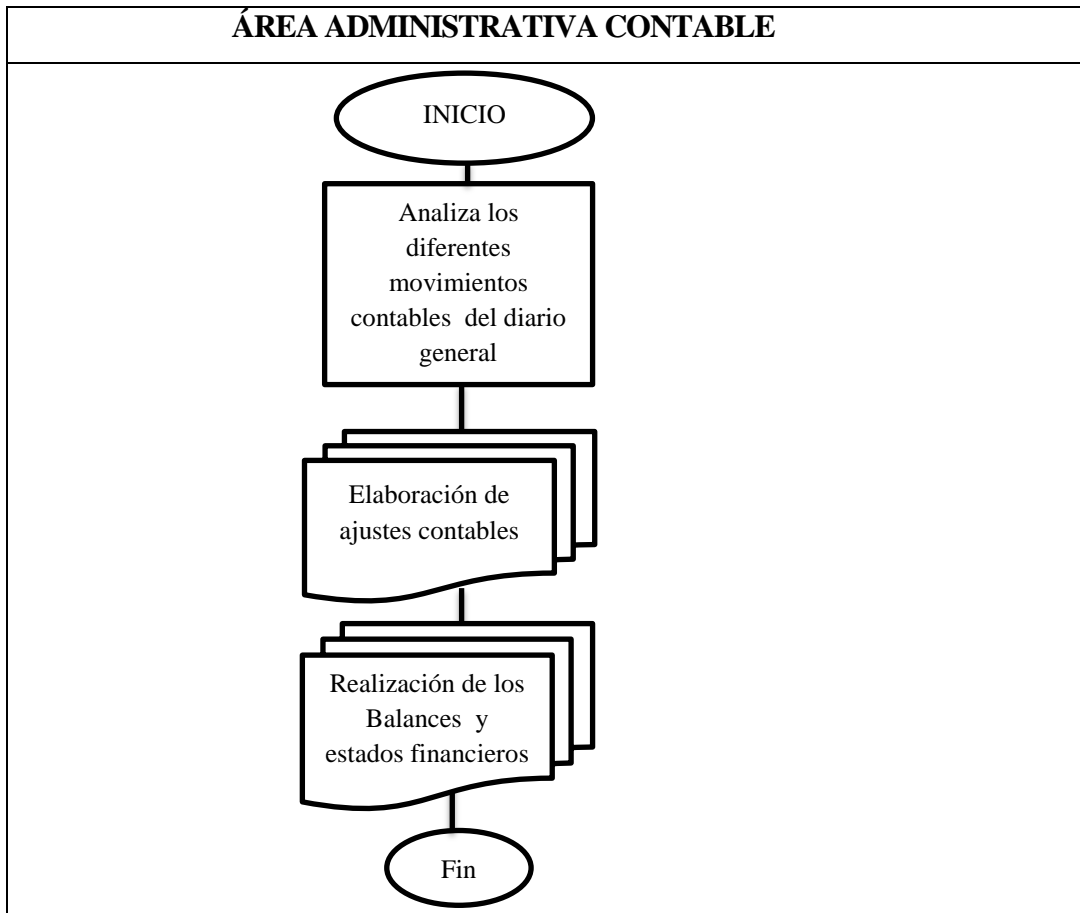 ÁREA ADMINISTRATIVA CONTABLE
INICIO
Analiza los
diferentes
movimientos
contables del diario
general
Elaboración de
ajustes contables
Realización de los
Balances y
estados financieros
Fin